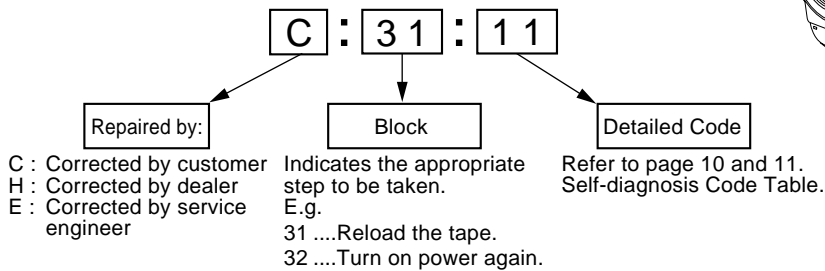 C : 31 : 11
Repaired by:
C : Corrected by customer
H : Corrected by dealer
E : Corrected by service
engineer
Block
Indicates the appropriate
step to be taken.
E.g.
31 ....Reload the tape.
32 ....Turn on power again.
Detailed Code
Refer to page 10 and 11.
Self-diagnosis Code Table.